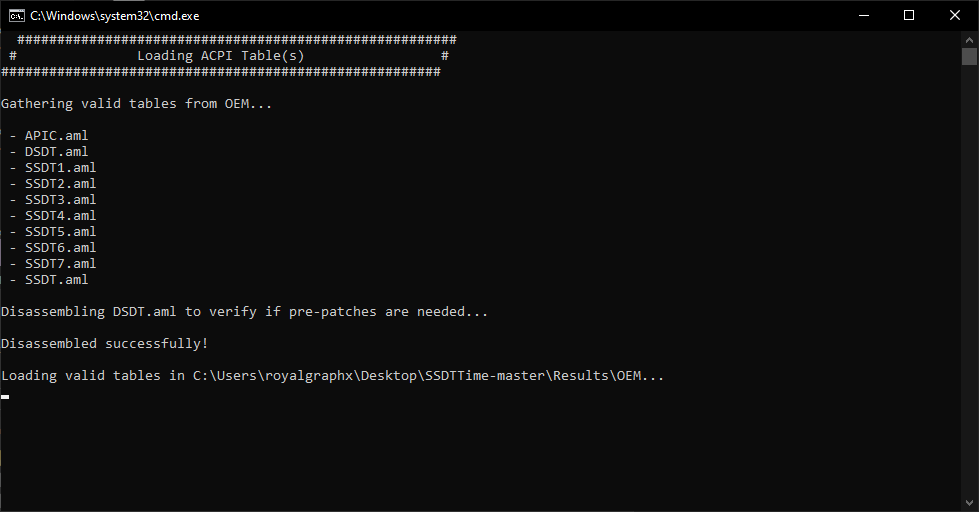 C:\Windows\system32\cmd.exe
#######################################################
# Loading ACPI Table(s) #
#######################################################
Gathering valid tables from OEM...
- APIC.aml
- DSDT.aml
- SSDT1.aml
- SSDT2.aml
- SSDT3.aml
- SSDT4.aml
- SSDT5.aml
- SSDT6.aml
- SSDT7.aml
- SSDT.aml
Disassembling DSDT.aml to verify if pre-patches are needed...
Disassembled successfully!
Loading valid tables in C:\Users\royalgraphx\Desktop\SSDTTime-master\Results\OEM...